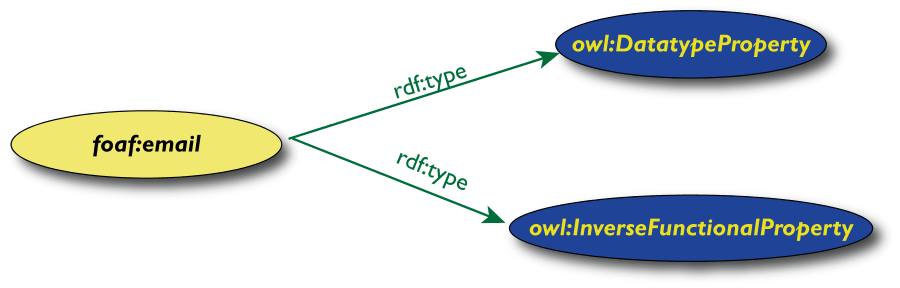 owl:DatatypeProperty
rdf:type
foaf:email
rdf:type
owl:InverseFunctionalProperty